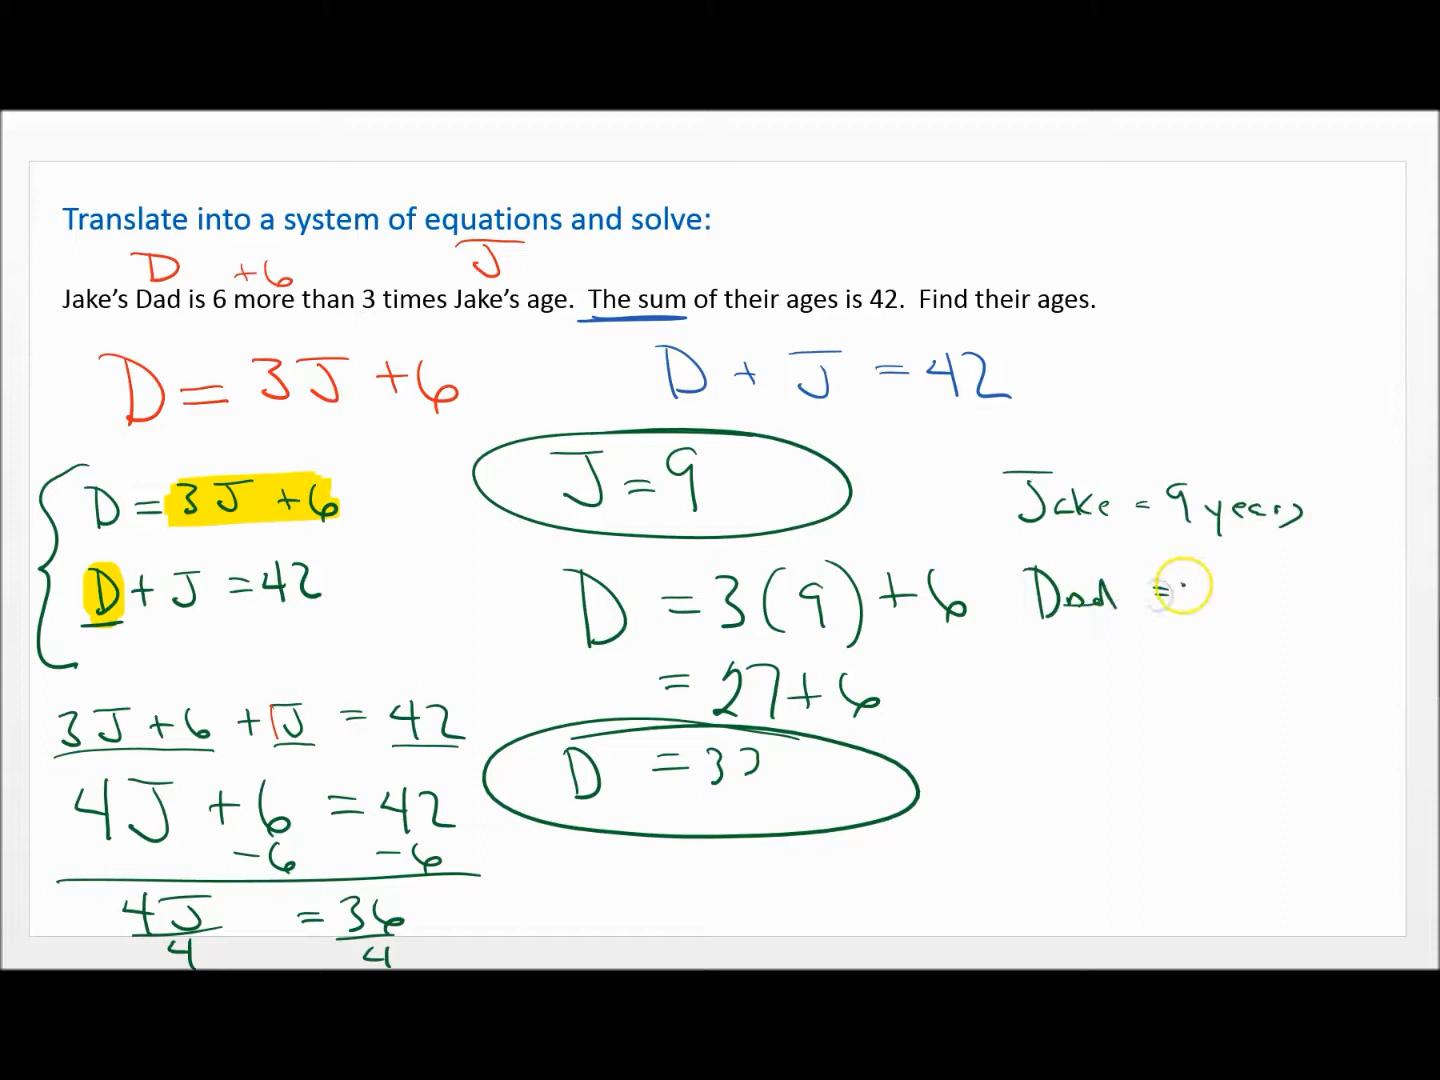 Translate into a system of equations and solve:
D +6 J
Jake's Dad is 6 more than 3 times Jake's age. The sum of their ages is 42. Find their ages.
D = 3J + 6
D + J = 42
D = 3J + 6
D + J = 42
3J + 6 + J = 42
4J + 6 = 42
-6 -6
4J = 36
4 4
J = 9
D = 3(9) + 6
= 27 + 6
D = 33
Jake = 9 years
Dad =